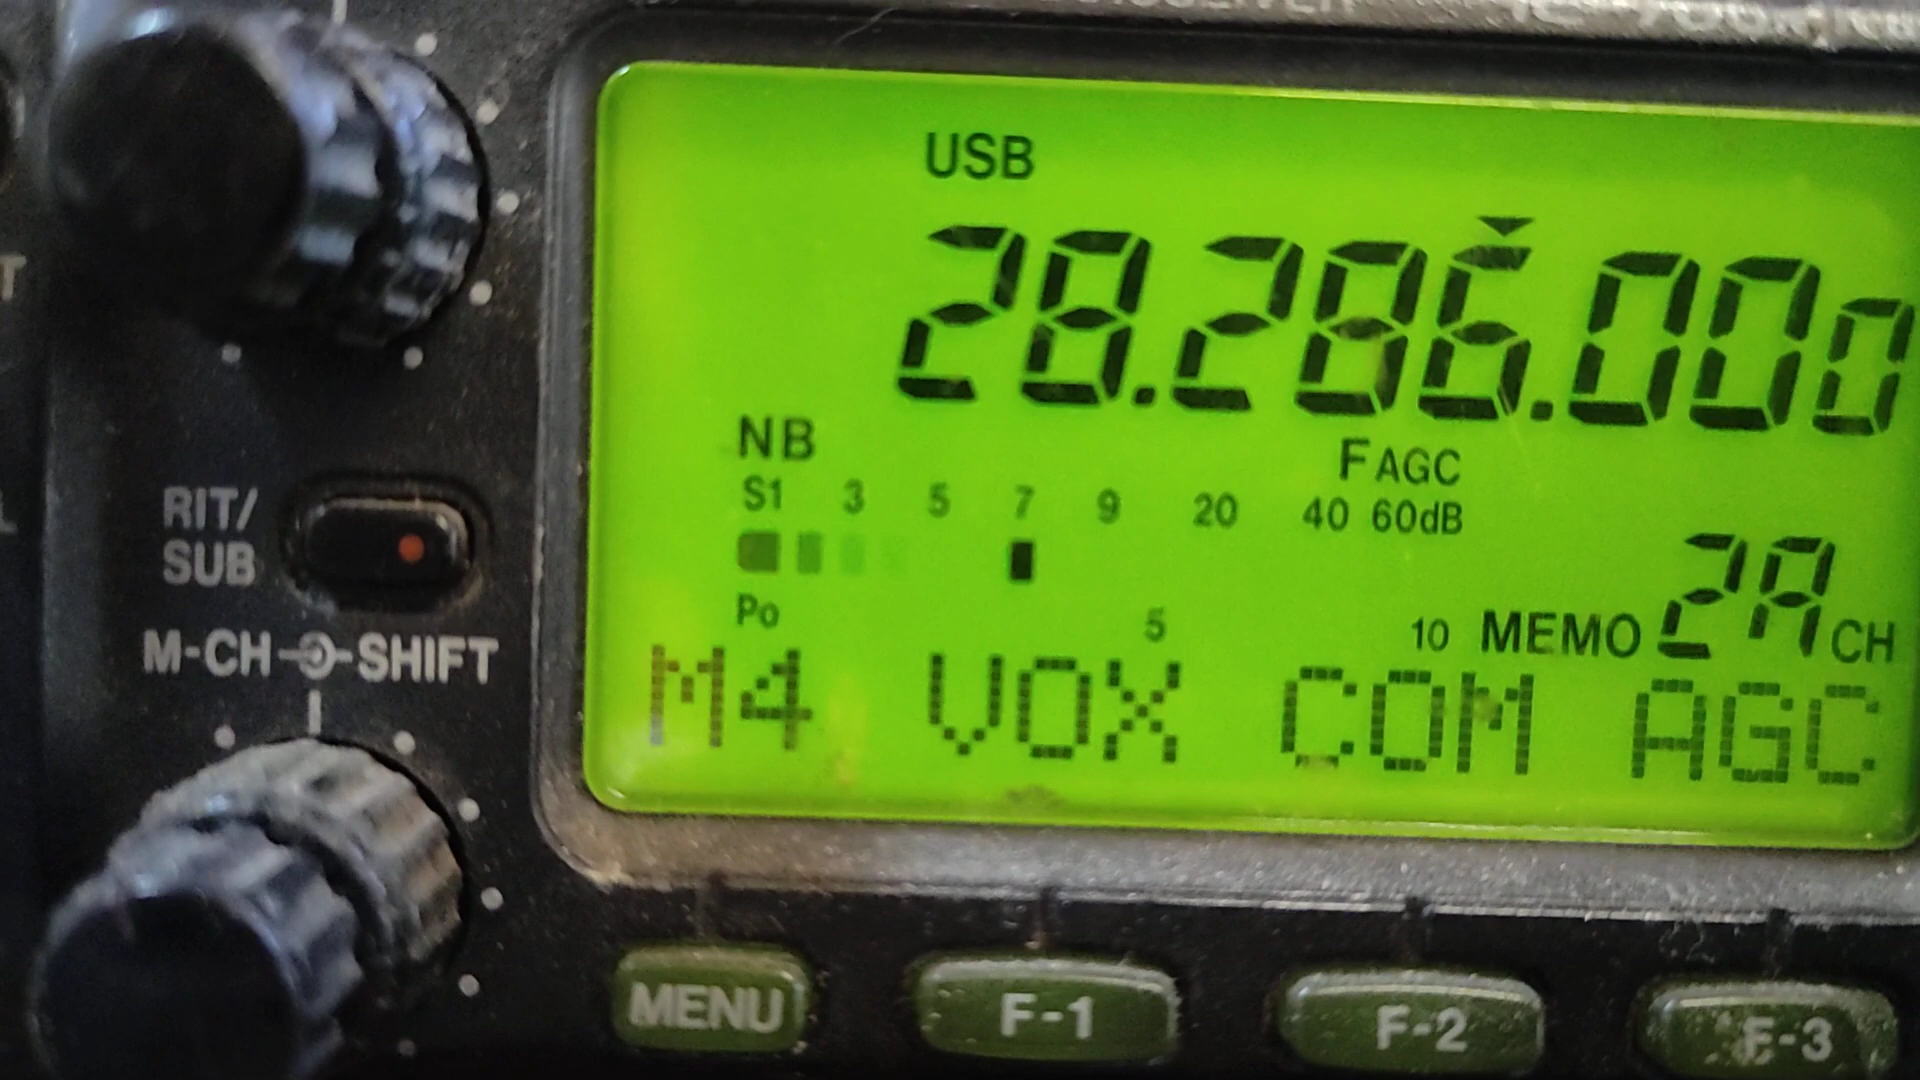 USB
28.286.000
NB
F AGC
S1 3 5 7 9 20 40 60dB
Po 5 10 MEMO 2A CH
M4 VOX COM AGC
RIT/
SUB
M-CH SHIFT
MENU F-1 F-2 F-3